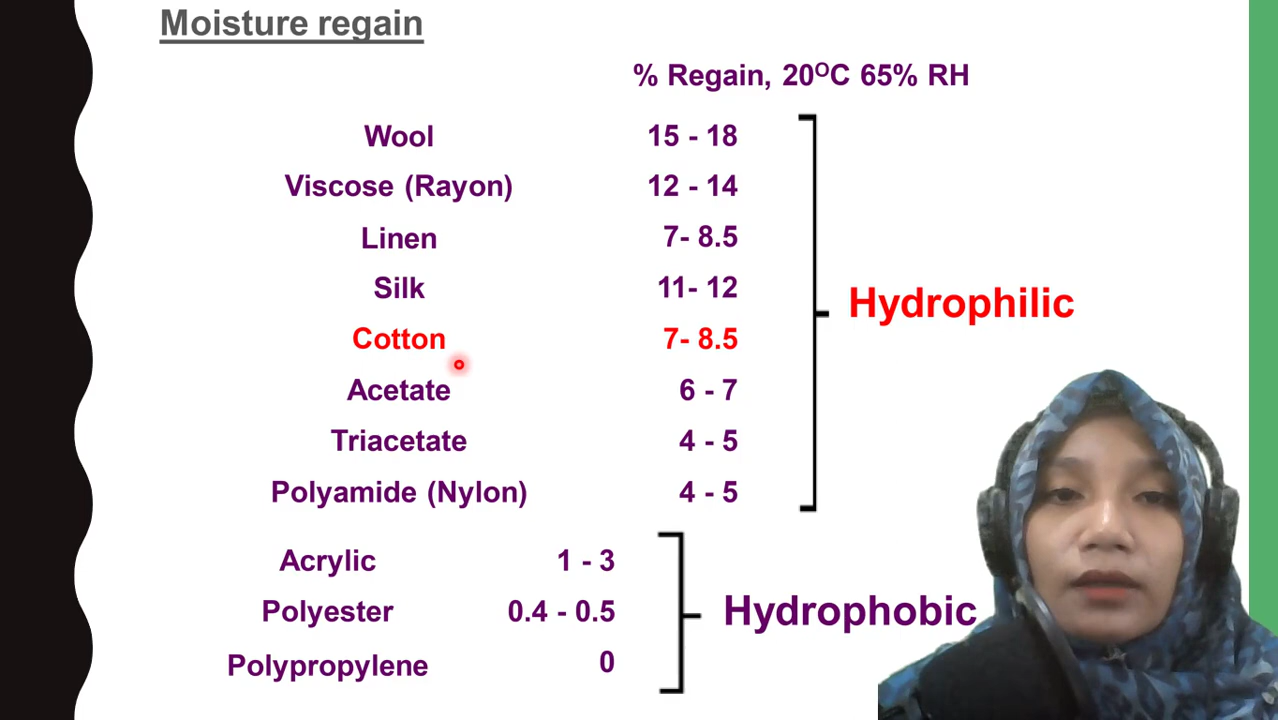 Moisture regain
% Regain, 20ᴼC 65% RH
Wool 15 - 18
Viscose (Rayon) 12 - 14
Linen 7- 8.5
Silk 11- 12
Cotton 7- 8.5
Acetate 6 - 7
Triacetate 4 - 5
Polyamide (Nylon) 4 - 5
Hydrophilic
Acrylic 1 - 3
Polyester 0.4 - 0.5
Polypropylene 0
Hydrophobic